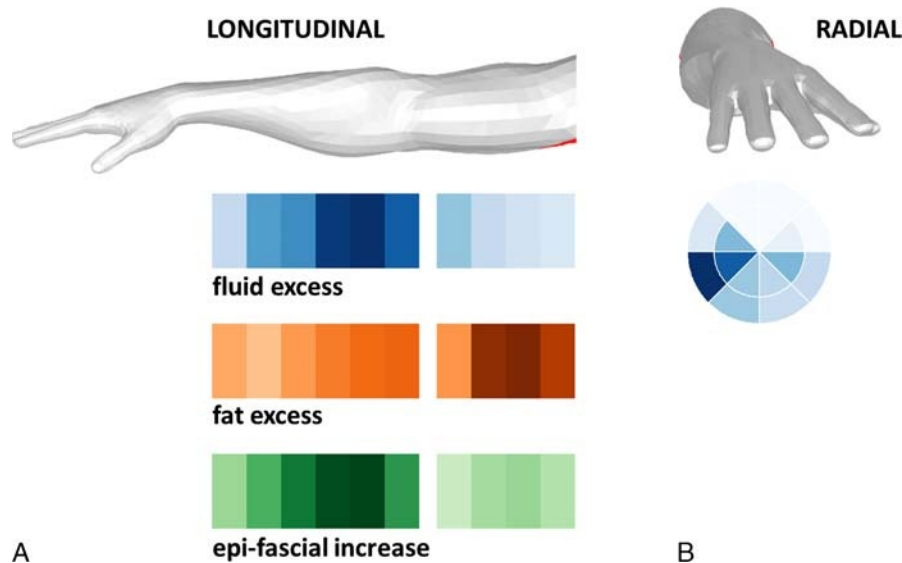 LONGITUDINAL
RADIAL
fluid excess
fat excess
epi-fascial increase
A
B